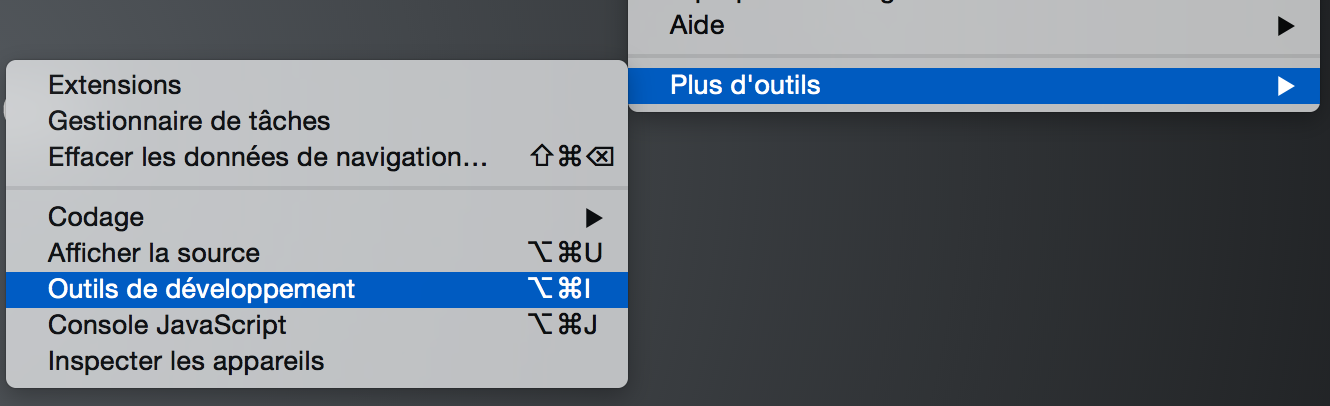 Aide
Plus d'outils
Extensions
Gestionnaire de tâches
Effacer les données de navigation... ⇧⌘⌫
Codage
Afficher la source ⌥⌘U
Outils de développement ⌥⌘I
Console JavaScript ⌥⌘J
Inspecter les appareils